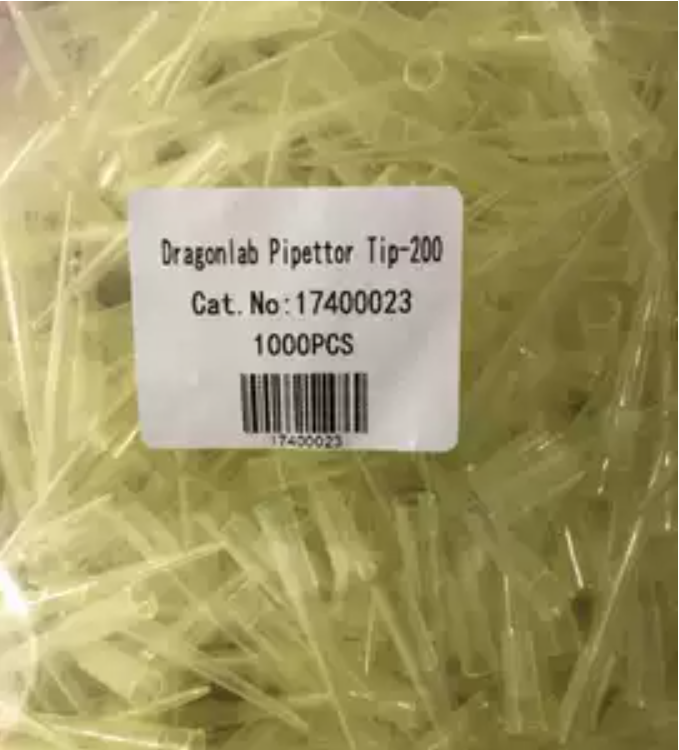 Dragonlab Pipettor Tip-200
Cat. No:17400023
1000PCS
17400023